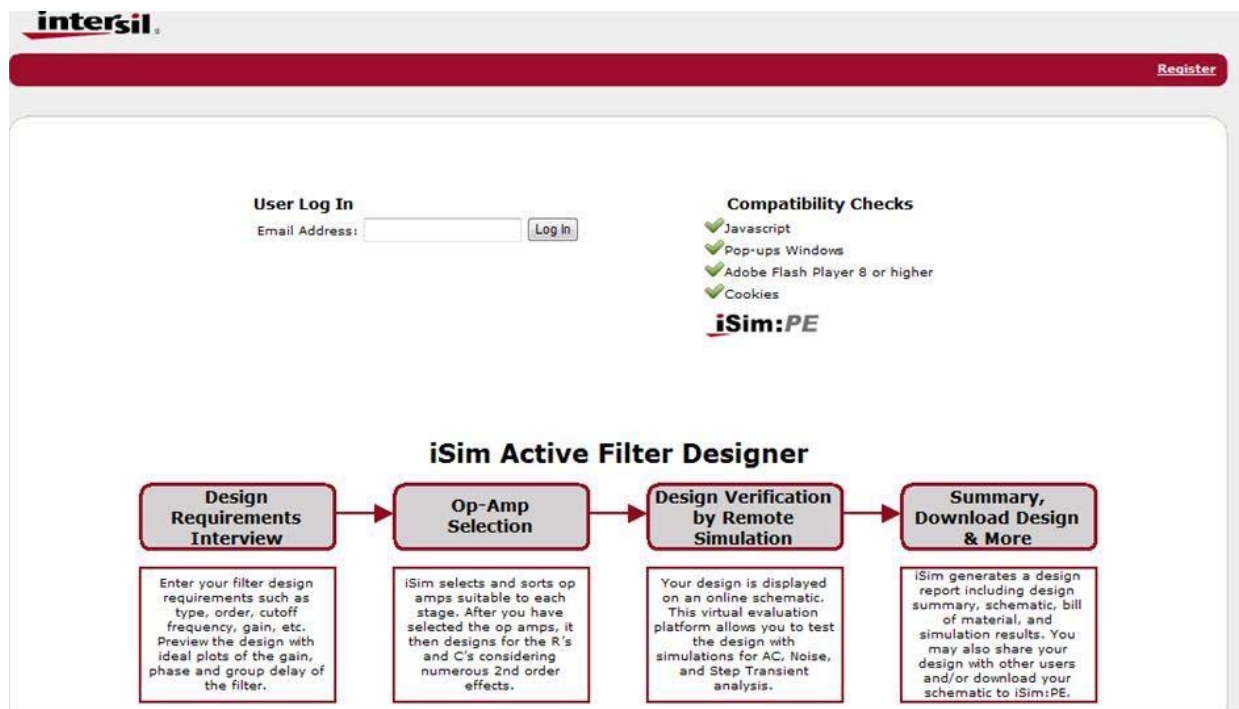 intersil®
Register
User Log In
Email Address:
Log In
Compatibility Checks
Javascript
Pop-ups Windows
Adobe Flash Player 8 or higher
Cookies
iSim:PE
iSim Active Filter Designer
Design
Requirements
Interview
Op-Amp
Selection
Design Verification
by Remote
Simulation
Summary,
Download Design
& More
Enter your filter design
requirements such as
type, order, cutoff
frequency, gain, etc.
Preview the design with
ideal plots of the gain,
phase and group delay of
the filter.
iSim selects and sorts op
amps suitable to each
stage. After you have
selected the op amps, it
then designs for the R's
and C's considering
numerous 2nd order
effects.
Your design is displayed
on an online schematic.
This virtual evaluation
platform allows you to test
the design with
simulations for AC, Noise,
and Step Transient
analysis.
iSim generates a design
report including design
summary, schematic, bill
of material, and
simulation results. You
may also share your
design with other users
and/or download your
schematic to iSim:PE.